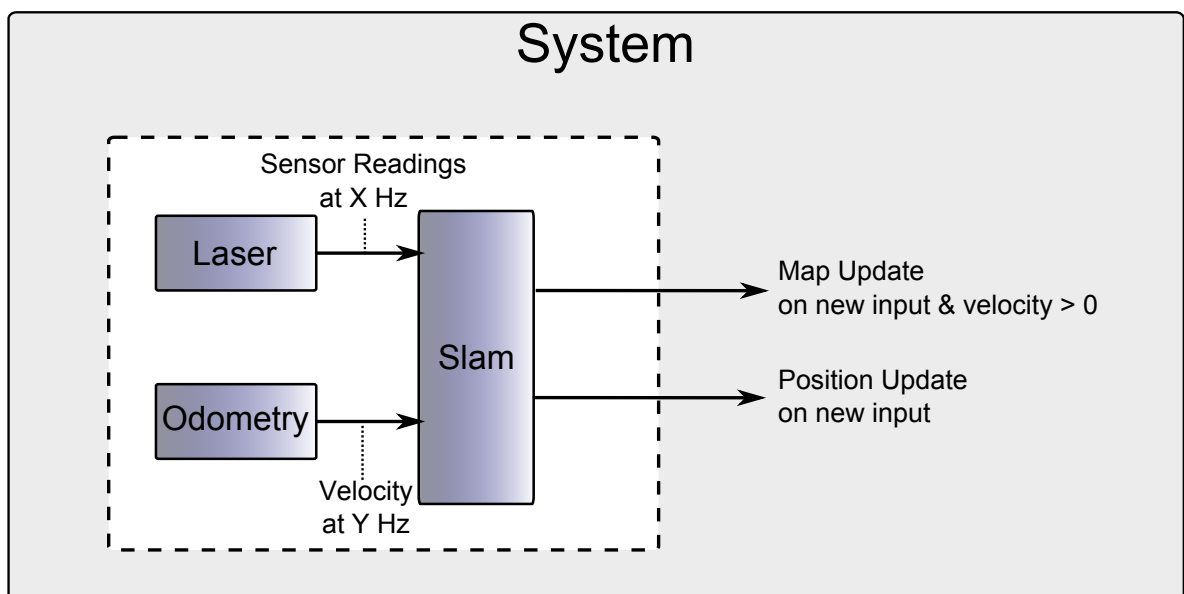 System
Sensor Readings
at X Hz
Laser
Odometry
Velocity
at Y Hz
Slam
Map Update
on new input & velocity > 0
Position Update
on new input